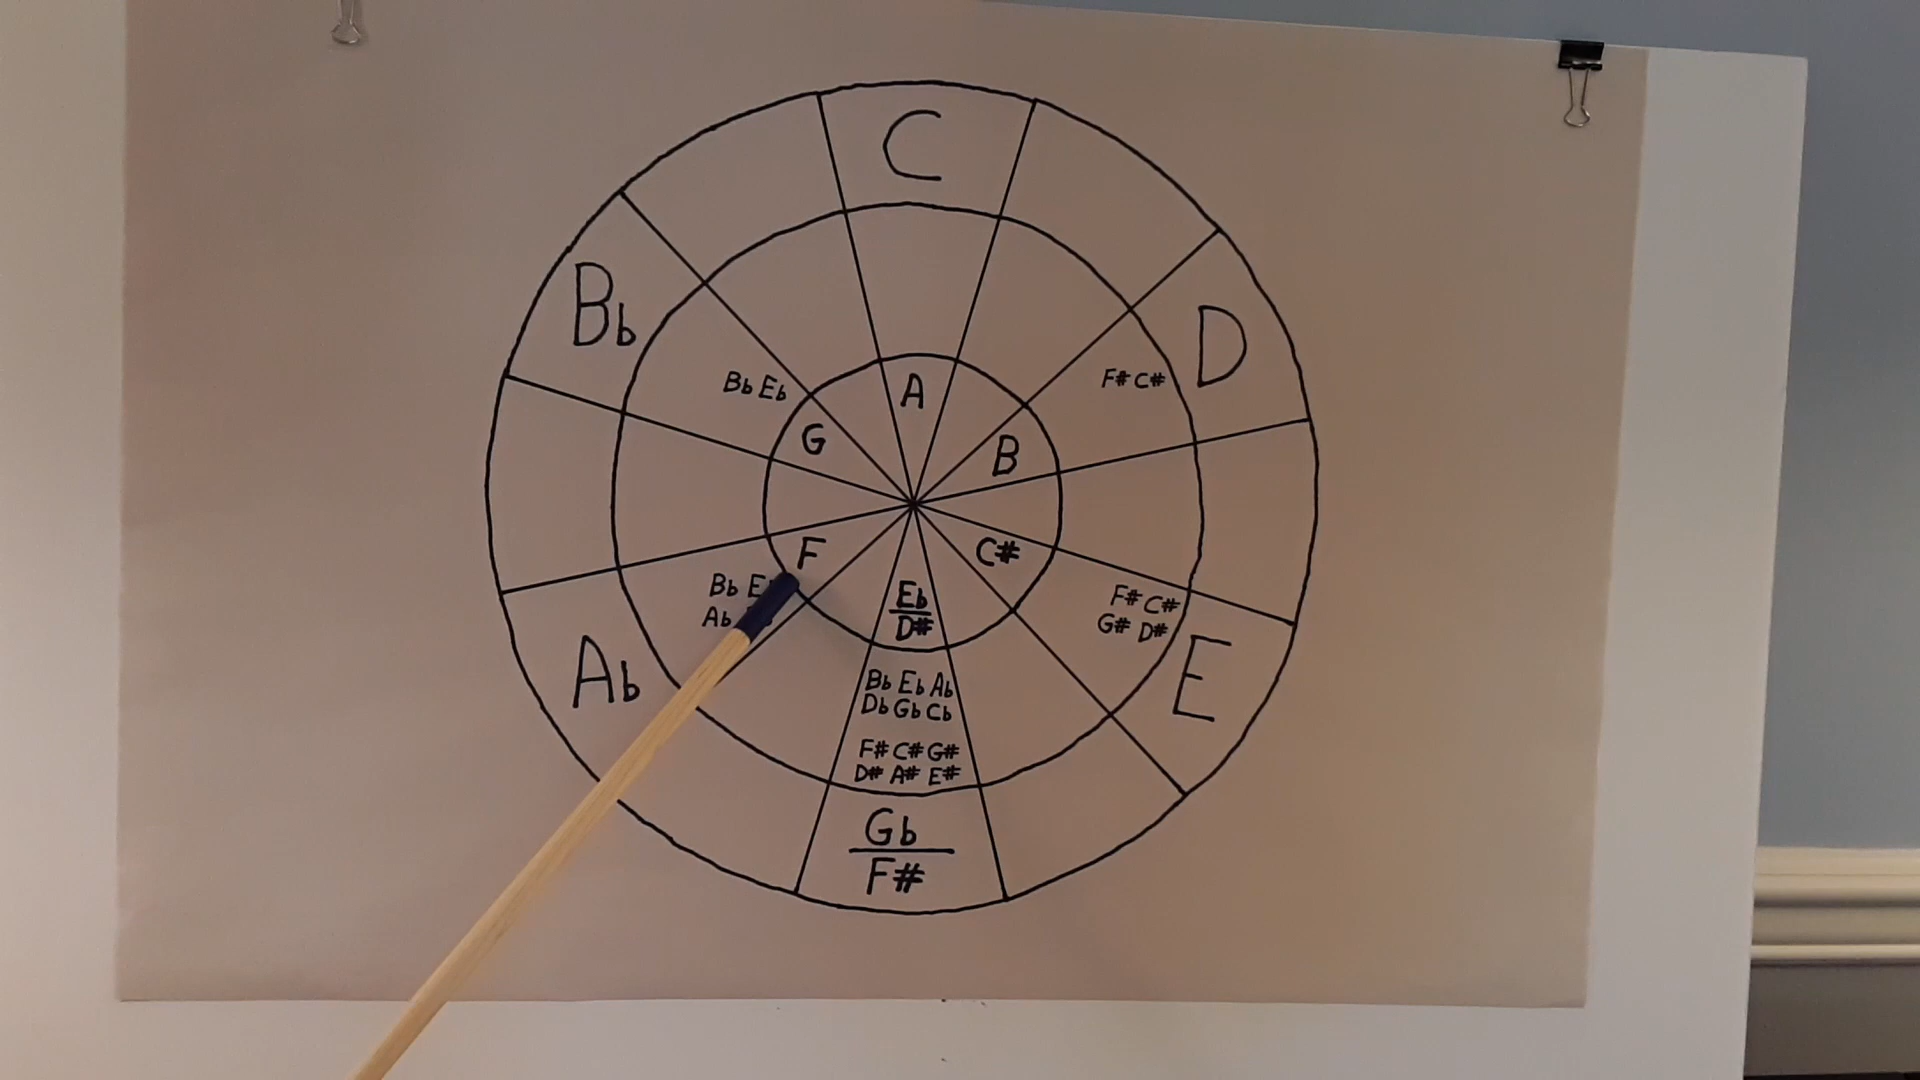 C
Bb
D
A
Bb Eb
F# C#
G
B
F
C#
Bb
Ab
Eb
D#
F# C#
G# D#
Ab
E
Bb Eb Ab
Db Gb Cb
F# C# G#
D# A# E#
Gb
F#